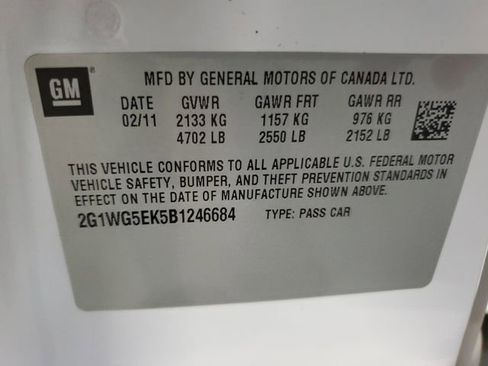 GM
MFD BY GENERAL MOTORS OF CANADA LTD.
DATE GVWR GAWR FRT GAWR RR
02/11 2133 KG 1157 KG 976 KG
4702 LB 2550 LB 2152 LB
THIS VEHICLE CONFORMS TO ALL APPLICABLE U.S. FEDERAL MOTOR
VEHICLE SAFETY, BUMPER, AND THEFT PREVENTION STANDARDS IN
EFFECT ON THE DATE OF MANUFACTURE SHOWN ABOVE.
2G1WG5EK5B1246684 TYPE: PASS CAR